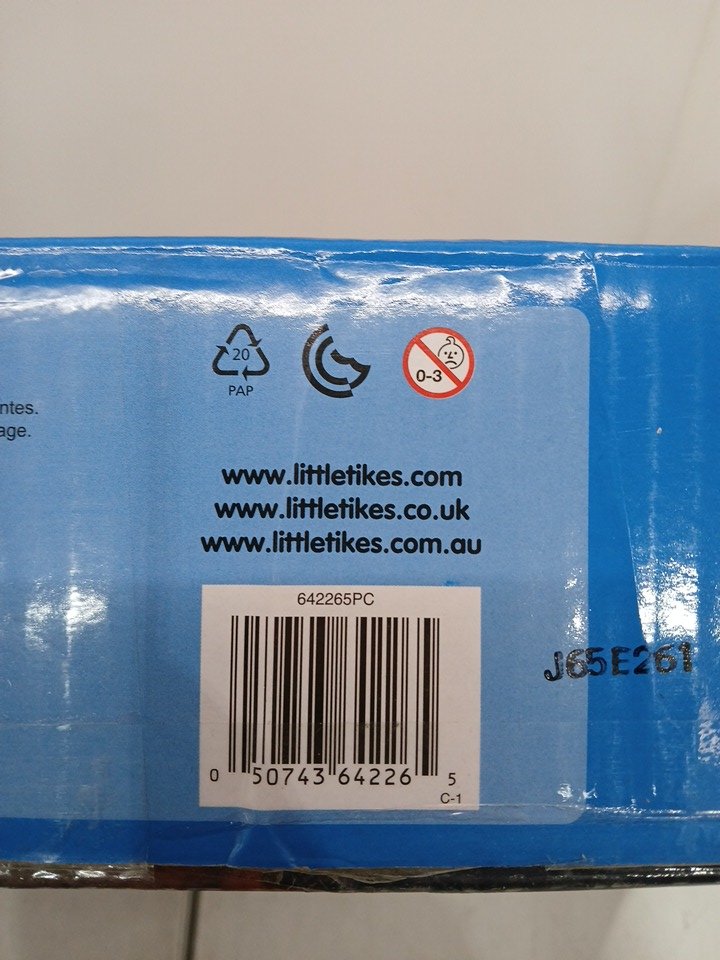 20
PAP
0-3
ntes.
age.
www.littletikes.com
www.littletikes.co.uk
www.littletikes.com.au
642265PC
J65E261
0 50743 64226 5
C-1